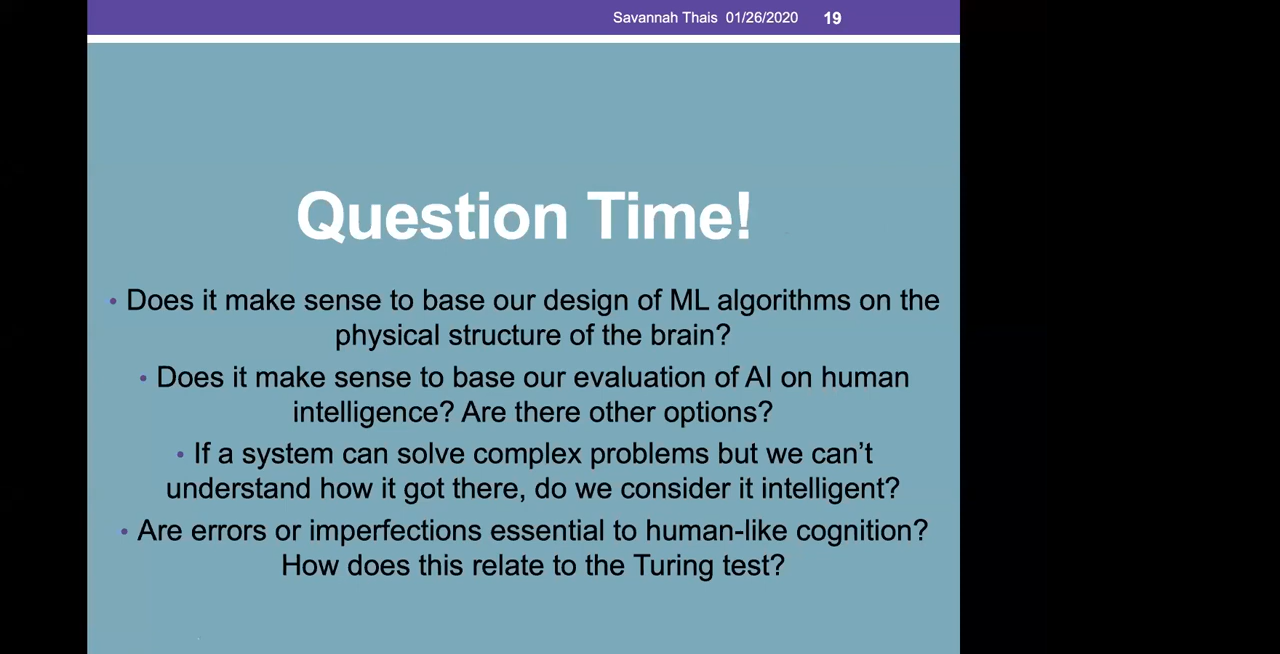 Savannah Thais 01/26/2020 19
Question Time!
• Does it make sense to base our design of ML algorithms on the
physical structure of the brain?
• Does it make sense to base our evaluation of AI on human
intelligence? Are there other options?
• If a system can solve complex problems but we can’t
understand how it got there, do we consider it intelligent?
• Are errors or imperfections essential to human-like cognition?
How does this relate to the Turing test?